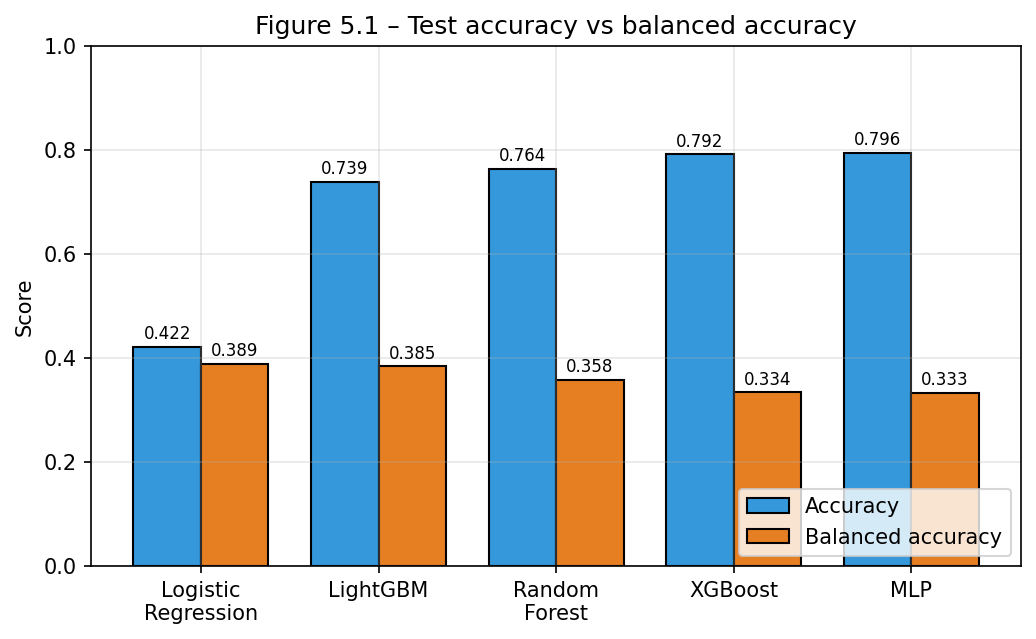 Figure 5.1 – Test accuracy vs balanced accuracy
Score
1.0
0.8
0.6
0.4
0.2
0.0
0.422
0.389
0.739
0.385
0.764
0.358
0.792
0.334
0.796
0.333
Accuracy
Balanced accuracy
Logistic
Regression
LightGBM
Random
Forest
XGBoost
MLP